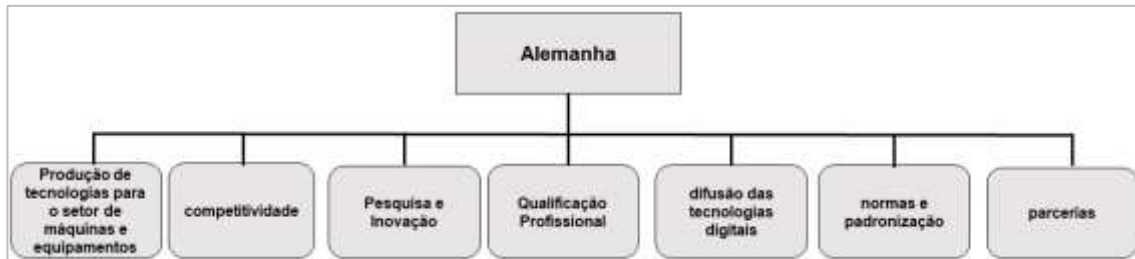 Alemanha
Produção de
tecnologias para
o setor de
máquinas e
equipamentos
competitividade
Pesquisa e
Inovação
Qualificação
Profissional
difusão das
tecnologias
digitais
normas e
padronização
parcerias